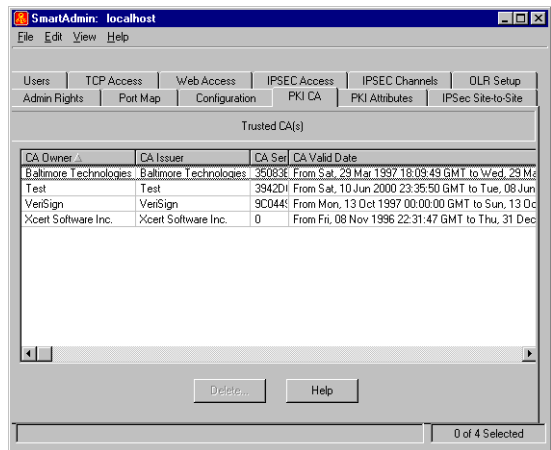 SmartAdmin: localhost
File Edit View Help
Users TCP Access Web Access IPSEC Access IPSEC Channels OLR Setup
Admin Rights Port Map Configuration PKI CA PKI Attributes IPSec Site-to-Site
Trusted CA(s)
CA Owner CA Issuer CA Ser CA Valid Date
Baltimore Technologies Baltimore Technologies 35083E From Sat, 29 Mar 1997 18:09:49 GMT to Wed, 29 Ma
Test Test 3942D From Sat, 10 Jun 2000 23:35:50 GMT to Tue, 08 Jun
VeriSign VeriSign 9C044 From Mon, 13 Oct 1997 00:00:00 GMT to Sun, 13 Oc
Xcert Software Inc. Xcert Software Inc. 0 From Fri, 08 Nov 1996 22:31:47 GMT to Thu, 31 Dec
Delete... Help
0 of 4 Selected